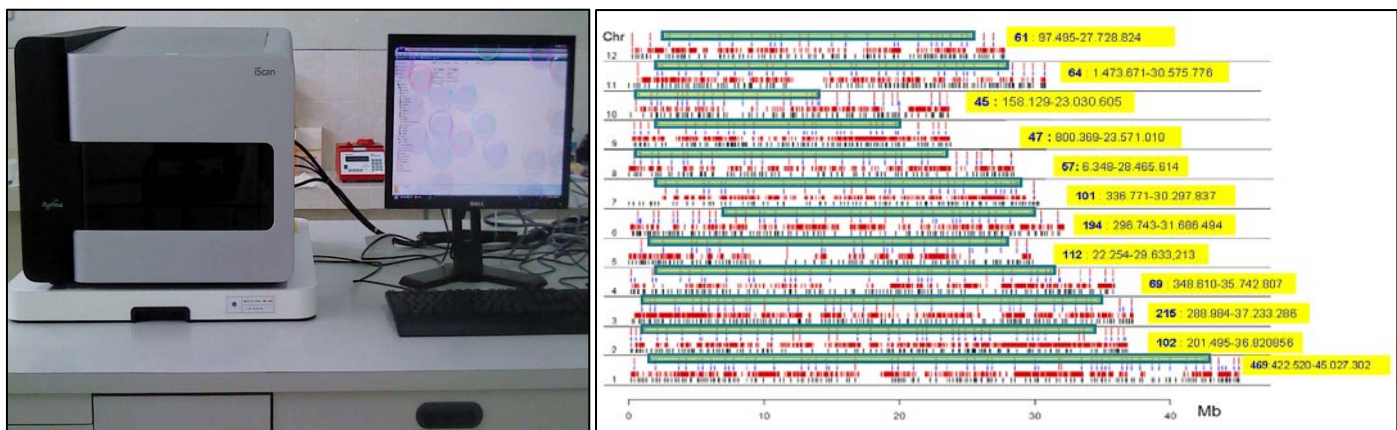 iScan
illumina
DELL
Chr
12
61 : 97.495-27.728.824
11
64 : 1.473.671-30.575.776
10
45 : 158.129-23.030.605
9
47 : 800.369-23.571.010
8
57: 6.348-28.465.614
7
101 : 336.771-30.297.837
6
194 : 296.743-31.686.494
5
112 : 22.254-29.633,213
4
69 : 348.610-35.742.807
3
215 : 288.984-37.233.286
2
102 : 201.495-36.820856
1
469:422.520-45.027.302
0 10 20 30 40 Mb